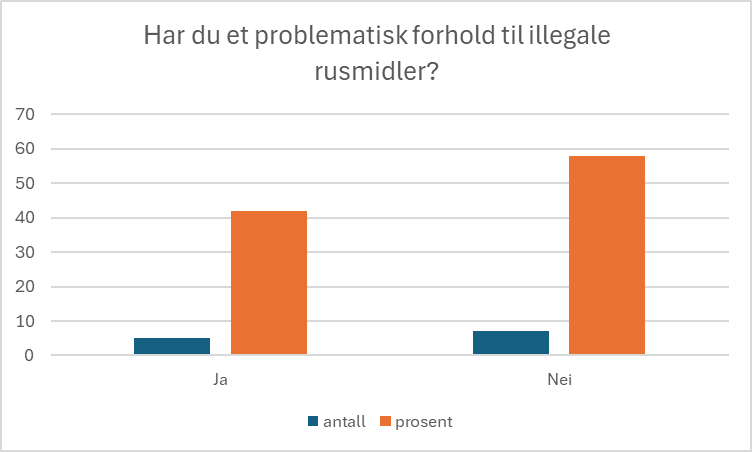 Har du et problematisk forhold til illegale
rusmidler?
70
60
50
40
30
20
10
0
Ja Nei
antall prosent